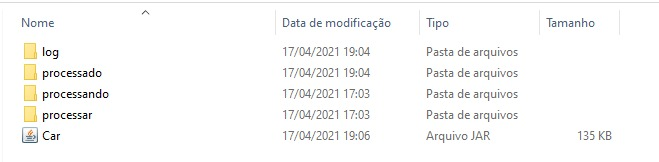 Nome Data de modificação Tipo Tamanho
log 17/04/2021 19:04 Pasta de arquivos
processado 17/04/2021 19:04 Pasta de arquivos
processando 17/04/2021 17:03 Pasta de arquivos
processar 17/04/2021 17:03 Pasta de arquivos
Car 17/04/2021 19:06 Arquivo JAR 135 KB